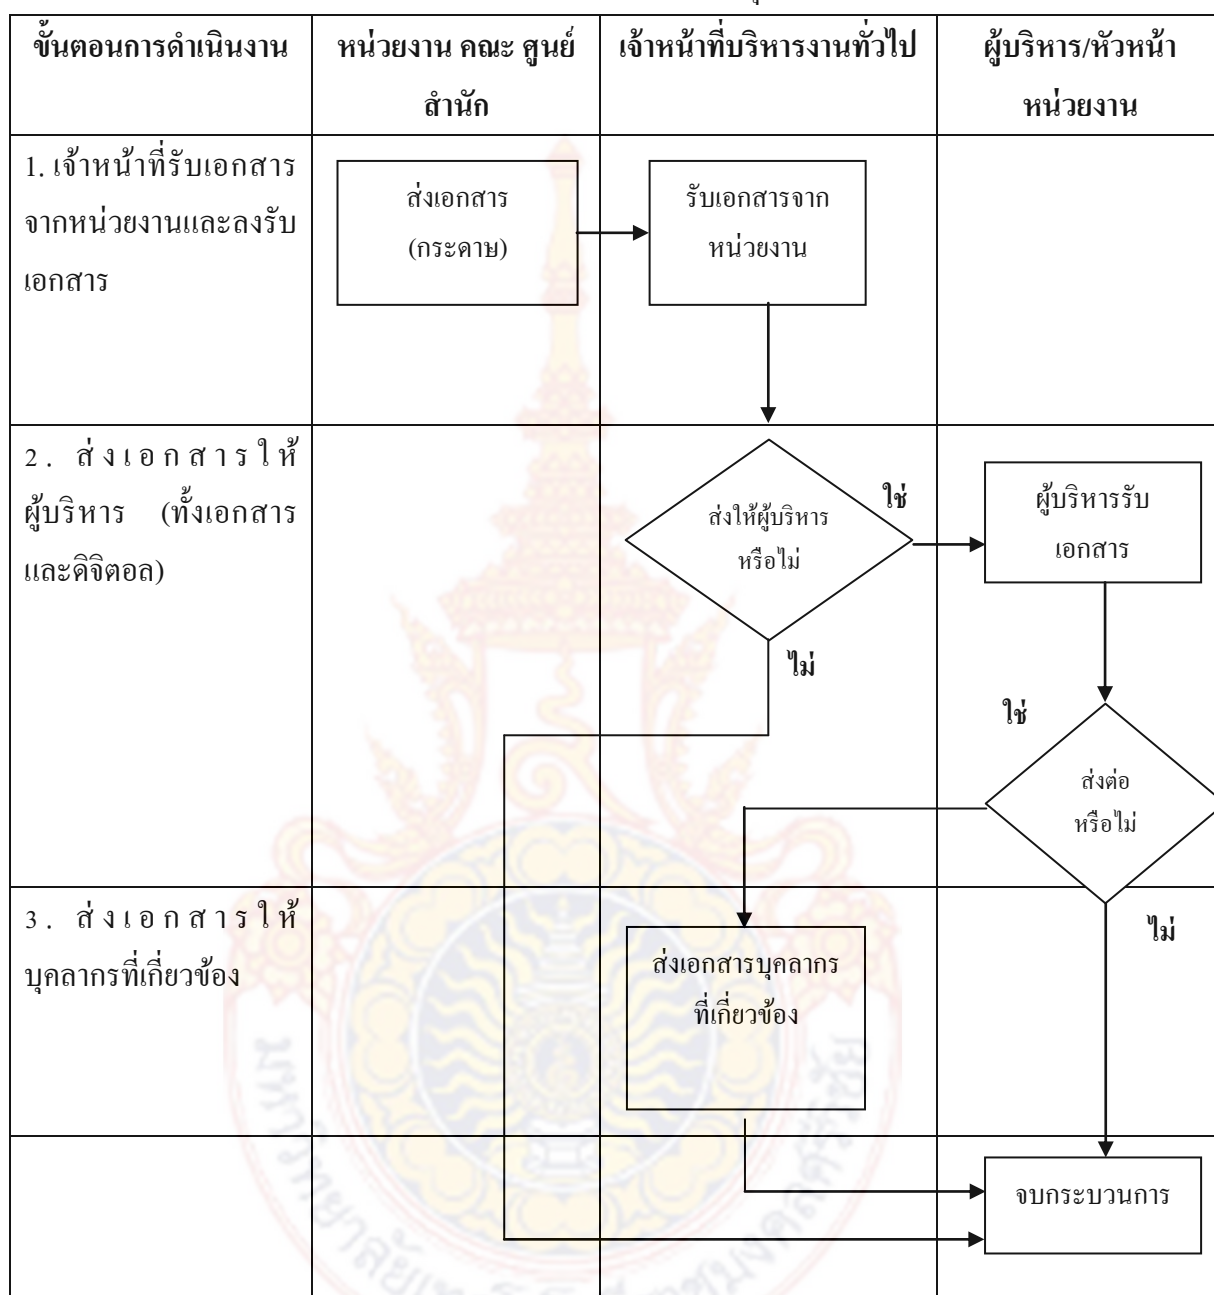 ขั้นตอนการดำเนินงาน
หน่วยงาน คณะ ศูนย์
สำนัก
เจ้าหน้าที่บริหารงานทั่วไป
ผู้บริหาร/หัวหน้า
หน่วยงาน
1. เจ้าหน้าที่รับเอกสาร
จากหน่วยงานและลงรับ
เอกสาร
ส่งเอกสาร
(กระดาษ)
รับเอกสารจาก
หน่วยงาน
2. ส่งเอกสารให้
ผู้บริหาร (ทั้งเอกสาร
และดิจิตอล)
ส่งให้ผู้บริหาร
หรือไม่
ใช่
ไม่
ผู้บริหารรับ
เอกสาร
ใช่
ส่งต่อ
หรือไม่
ไม่
3. ส่งเอกสารให้
บุคลากรที่เกี่ยวข้อง
ส่งเอกสารบุคลากร
ที่เกี่ยวข้อง
จบกระบวนการ